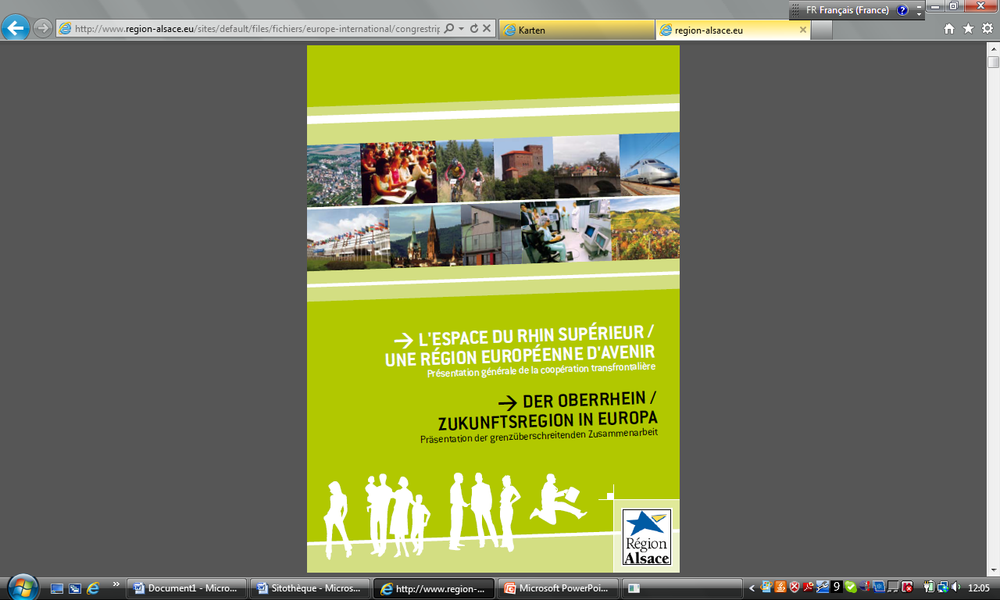 FR Français (France)
http://www.region-alsace.eu/sites/default/files/fichiers/europe-international/congrestrip
Karten
region-alsace.eu
→ L'ESPACE DU RHIN SUPÉRIEUR /
UNE RÉGION EUROPÉENNE D'AVENIR
Présentation générale de la coopération transfrontalière
→ DER OBERRHEIN /
ZUKUNFTSREGION IN EUROPA
Präsentation der grenzüberschreitenden Zusammenarbeit
Région
Alsace
Document1 - Micro...
Sitothèque - Micros...
http://www.region-...
Microsoft PowerPoi...
9
12:05